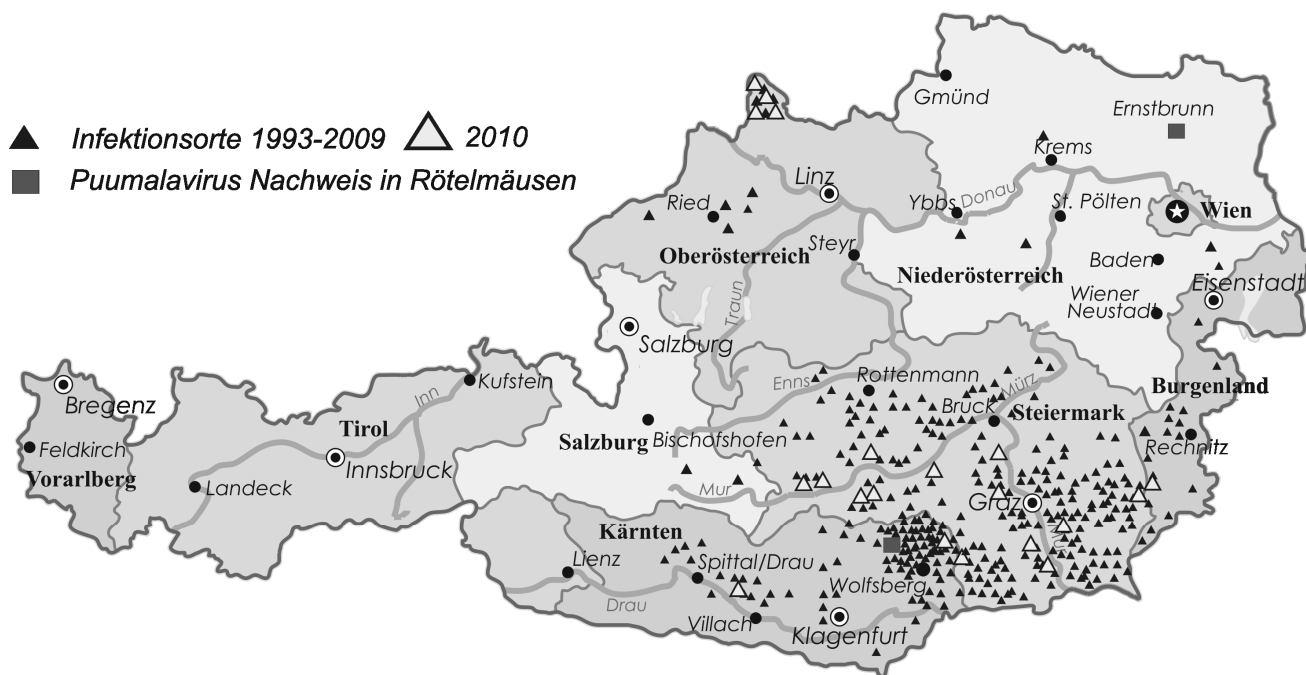 Infektionsorte 1993-2009 2010
Puumalavirus Nachweis in Rötelmäusen
Gmünd
Ernstbrunn
Krems
Linz
Ried
Ybbs
Donau
St. Pölten
Wien
Steyr
Oberösterreich
Niederösterreich
Baden
Eisenstadt
Wiener
Neustadt
Traun
Salzburg
Enns
Rottenmann
Mürz
Bruck
Steiermark
Burgenland
Rechnitz
Kufstein
Inn
Bregenz
Tirol
Feldkirch
Vorarlberg
Innsbruck
Landeck
Salzburg
Bischofshofen
Mur
Graz
Mur
Kärnten
Lienz
Spittal/Drau
Wolfsberg
Drau
Villach
Klagenfurt